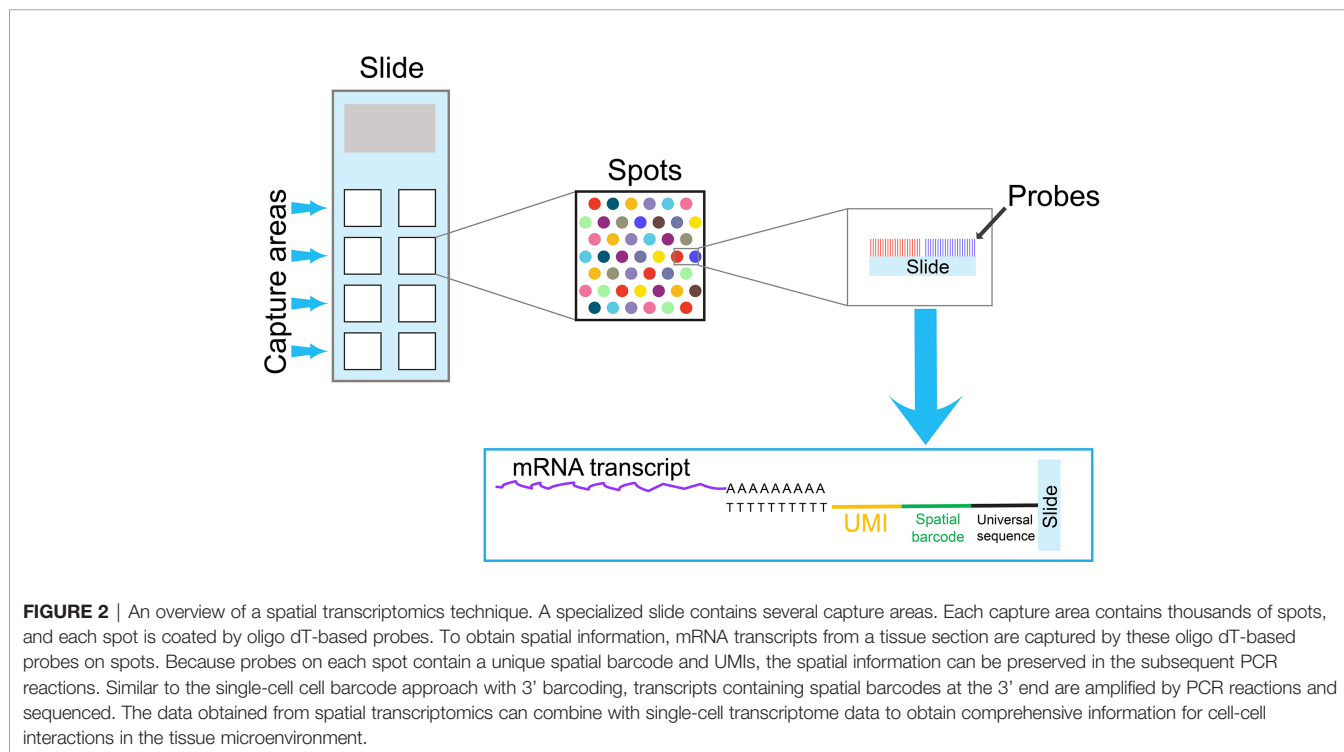 Slide
Capture areas
Spots
Probes
Slide
mRNA transcript
AAAAAAAAA
TTTTTTTTTT
UMI
Spatial
barcode
Universal
sequence
Slide
FIGURE 2 | An overview of a spatial transcriptomics technique. A specialized slide contains several capture areas. Each capture area contains thousands of spots,
and each spot is coated by oligo dT-based probes. To obtain spatial information, mRNA transcripts from a tissue section are captured by these oligo dT-based
probes on spots. Because probes on each spot contain a unique spatial barcode and UMIs, the spatial information can be preserved in the subsequent PCR
reactions. Similar to the single-cell cell barcode approach with 3’ barcoding, transcripts containing spatial barcodes at the 3’ end are amplified by PCR reactions and
sequenced. The data obtained from spatial transcriptomics can combine with single-cell transcriptome data to obtain comprehensive information for cell-cell
interactions in the tissue microenvironment.